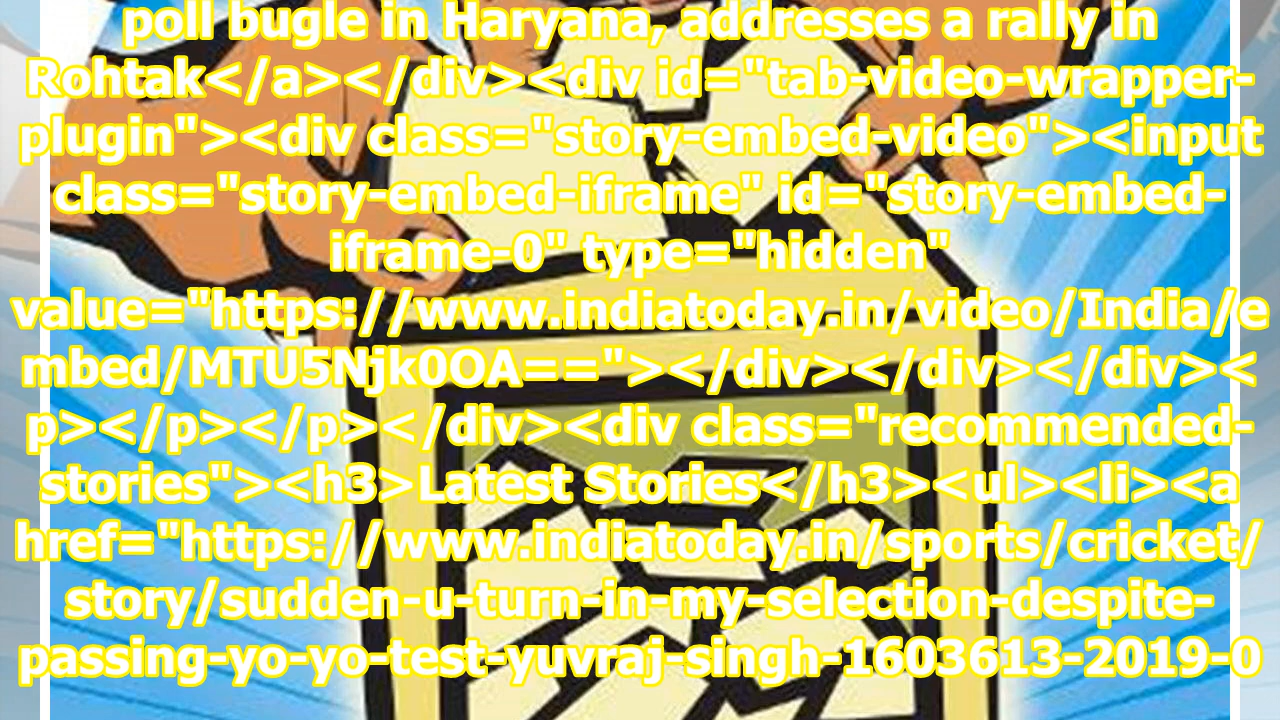 poll bugle in Haryana, addresses a rally in
Rohtak</a></div><div id="tab-video-wrapper-
plugin"><div class="story-embed-video"><input
class="story-embed-iframe" id="story-embed-
iframe-0" type="hidden"
value="https://www.indiatoday.in/video/India/e
mbed/MTU5Njk0OA=="></div></div></div><
p></p></p></div><div class="recommended-
stories"><h3>Latest Stories</h3><ul><li><a
href="https://www.indiatoday.in/sports/cricket/
story/sudden-u-turn-in-my-selection-despite-
passing-yo-yo-test-yuvraj-singh-1603613-2019-0